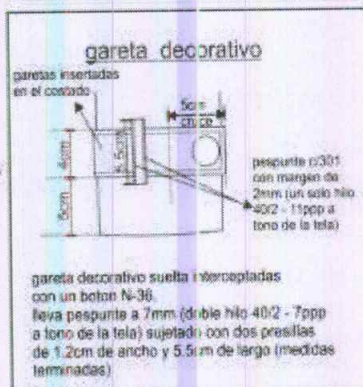 gareta decorativo
garetas insertadas
en el costado
5cm
cruce
4cm
5.5cm
5cm
pespunte c/301
con margen de
2mm (un solo hilo
40/2 - 11ppp a
tono de la tela)
gareta decorativo suelta interceptadas
con un boton N-36.
lleva pespunte a 7mm (doble hilo 40/2 - 7ppp
a tono de la tela) sujetado con dos presillas
de 1.2cm de ancho y 5.5cm de largo (medidas
terminadas)